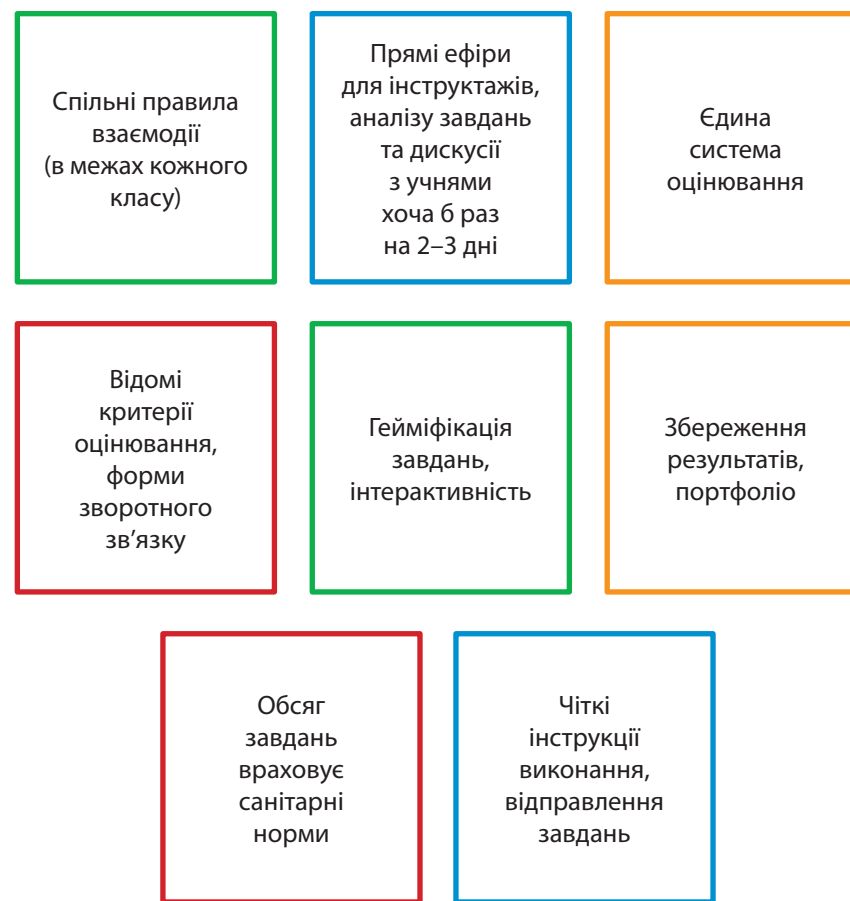 Спільні правила
взаємодії
(в межах кожного
класу)
Прямі ефіри
для інструктажів,
аналізу завдань
та дискусії
з учнями
хоча б раз
на 2–3 дні
Єдина
система
оцінювання
Відомі
критерії
оцінювання,
форми
зворотного
зв’язку
Гейміфікація
завдань,
інтерактивність
Збереження
результатів,
портфоліо
Обсяг
завдань
враховує
санітарні
норми
Чіткі
інструкції
виконання,
відправлення
завдань